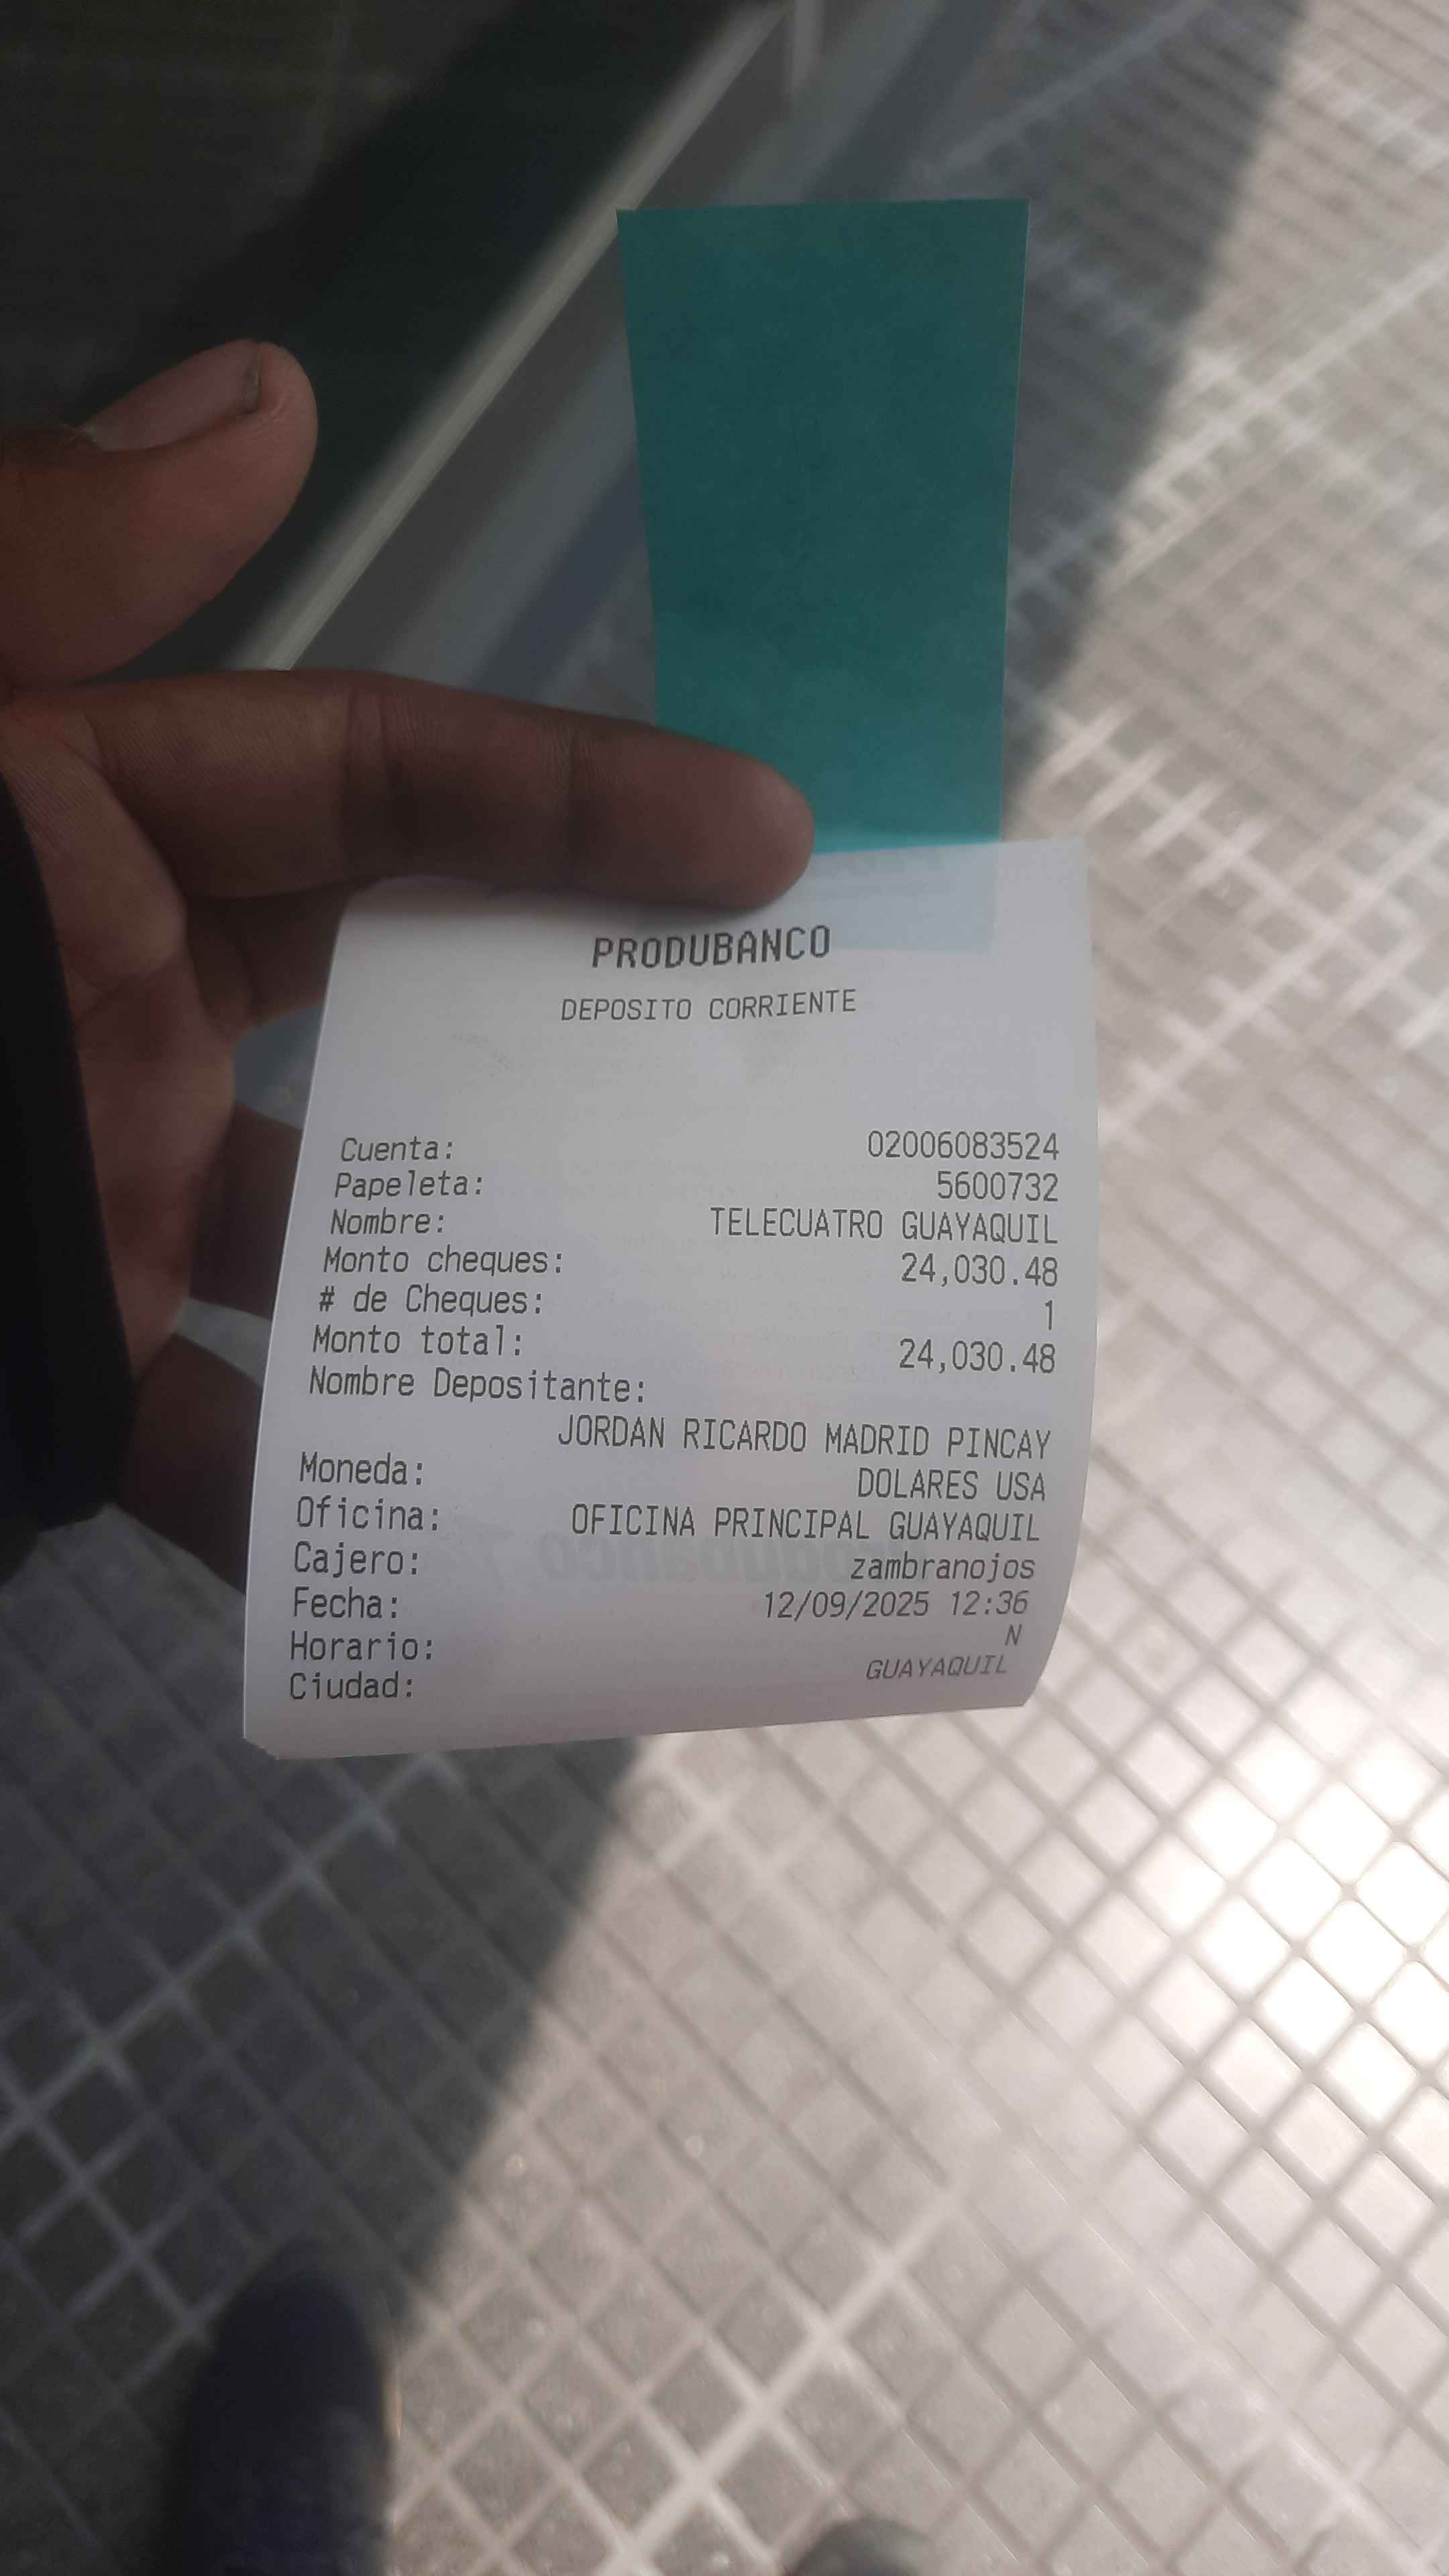 PRODUBANCO
DEPOSITO CORRIENTE
Cuenta: 02006083524
Papeleta: 5600732
Nombre: TELECUATRO GUAYAQUIL
Monto cheques: 24,030.48
# de Cheques: 1
Monto total: 24,030.48
Nombre Depositante:
JORDAN RICARDO MADRID PINCAY
Moneda: DOLARES USA
Oficina: OFICINA PRINCIPAL GUAYAQUIL
Cajero: zambranojos
Fecha: 12/09/2025 12:36
Horario: N
Ciudad: GUAYAQUIL